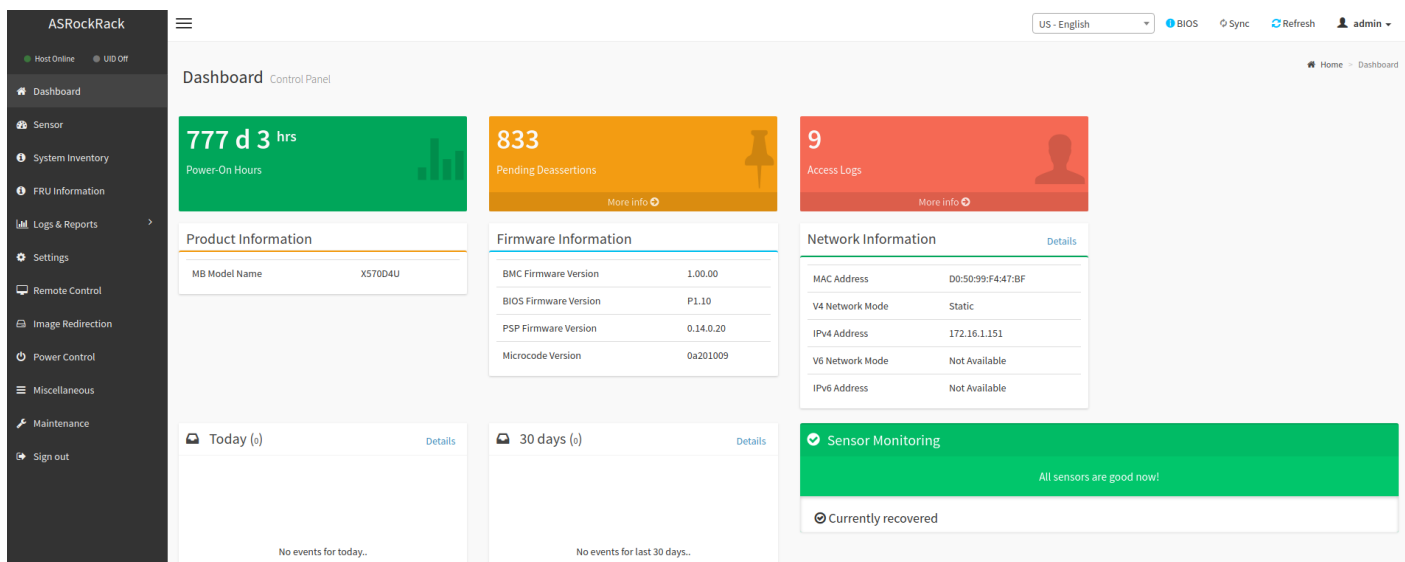 ASRockRack
US - English
BIOS
Sync
Refresh
admin
Host Online
UID Off
Home > Dashboard
Dashboard Control Panel
Dashboard
Sensor
System Inventory
FRU Information
Logs & Reports
Settings
Remote Control
Image Redirection
Power Control
Miscellaneous
Maintenance
Sign out
777 d 3 hrs
Power-On Hours
833
Pending Deassertions
More info
9
Access Logs
More info
Product Information
MB Model Name X570D4U
Firmware Information
BMC Firmware Version 1.00.00
BIOS Firmware Version P1.10
PSP Firmware Version 0.14.0.20
Microcode Version 0a201009
Network Information Details
MAC Address D0:50:99:F4:47:BF
V4 Network Mode Static
IPv4 Address 172.16.1.151
V6 Network Mode Not Available
IPv6 Address Not Available
Today (0) Details
No events for today..
30 days (0) Details
No events for last 30 days..
Sensor Monitoring
All sensors are good now!
Currently recovered